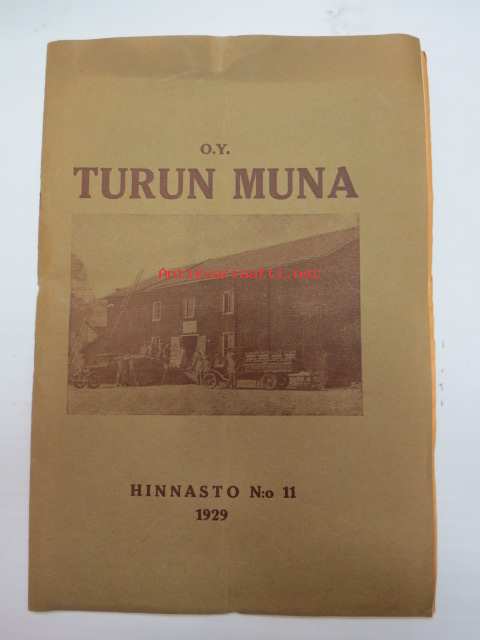 O.Y.
TURUN MUNA
HINNASTO N:o 11
1929